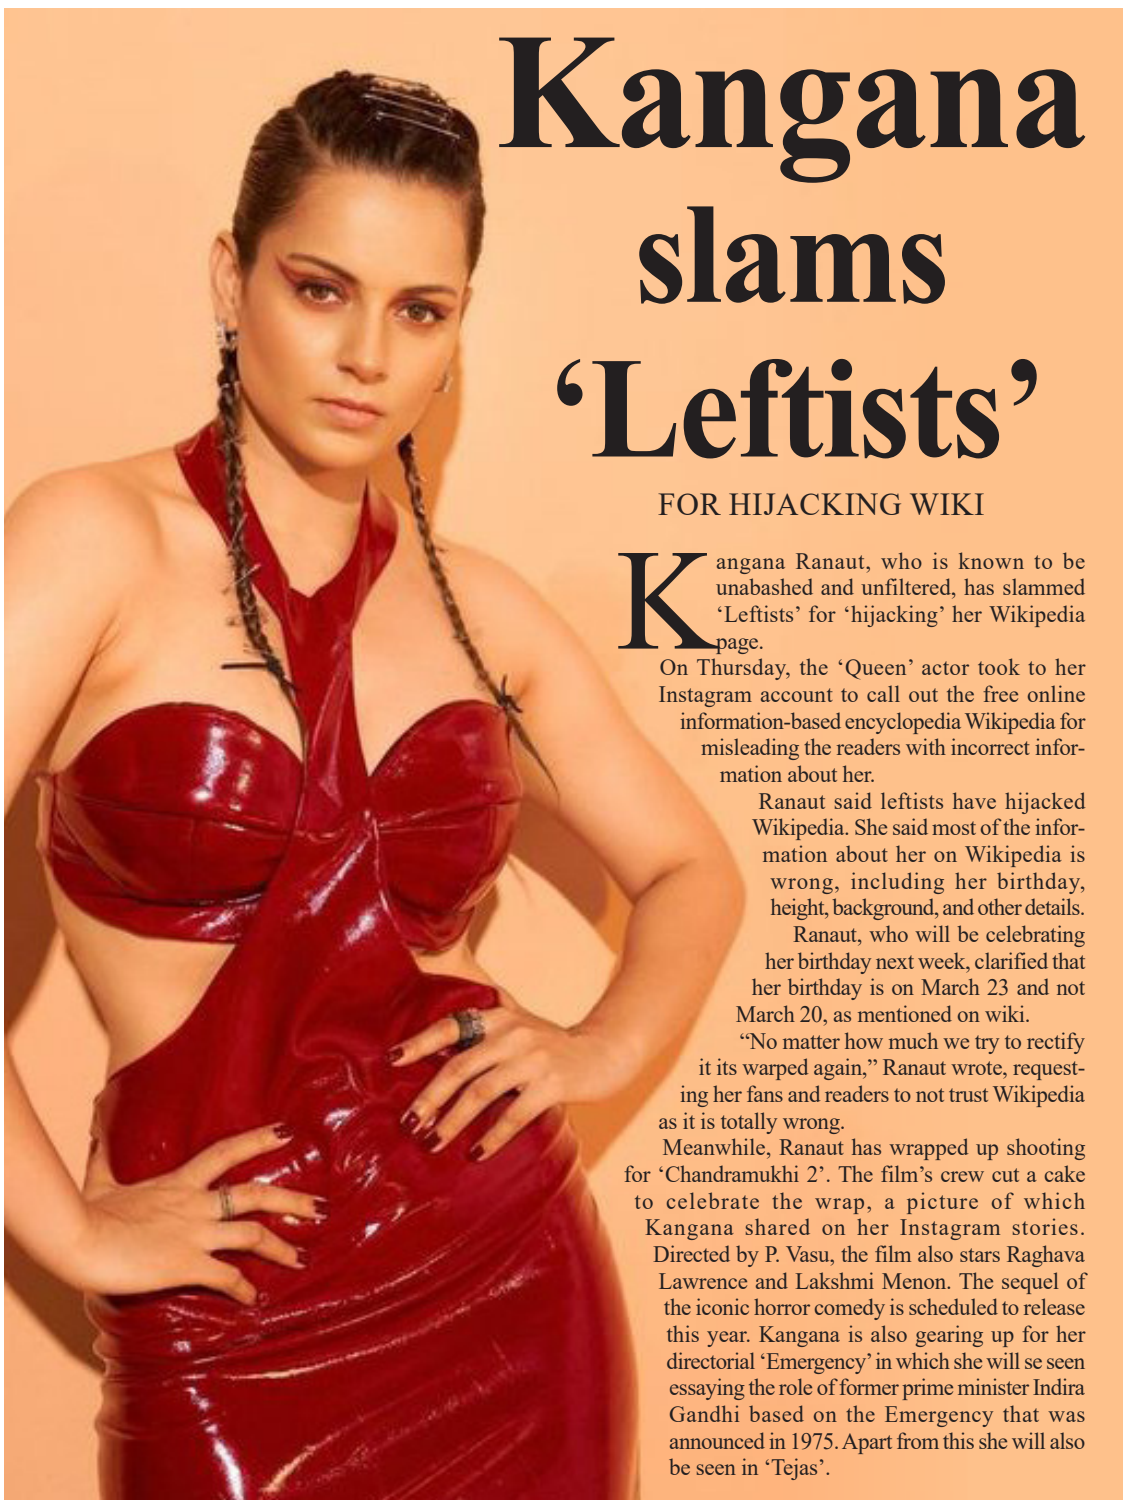 Kangana
slams
‘Leftists’
FOR HIJACKING WIKI
Kangana Ranaut, who is known to be
unabashed and unfiltered, has slammed
‘Leftists’ for ‘hijacking’ her Wikipedia
page.
On Thursday, the ‘Queen’ actor took to her
Instagram account to call out the free online
information-based encyclopedia Wikipedia for
misleading the readers with incorrect infor-
mation about her.
Ranaut said leftists have hijacked
Wikipedia. She said most of the infor-
mation about her on Wikipedia is
wrong, including her birthday,
height, background, and other details.
Ranaut, who will be celebrating
her birthday next week, clarified that
her birthday is on March 23 and not
March 20, as mentioned on wiki.
“No matter how much we try to rectify
it its warped again,” Ranaut wrote, request-
ing her fans and readers to not trust Wikipedia
as it is totally wrong.
Meanwhile, Ranaut has wrapped up shooting
for ‘Chandramukhi 2’. The film’s crew cut a cake
to celebrate the wrap, a picture of which
Kangana shared on her Instagram stories.
Directed by P. Vasu, the film also stars Raghava
Lawrence and Lakshmi Menon. The sequel of
the iconic horror comedy is scheduled to release
this year. Kangana is also gearing up for her
directorial ‘Emergency’ in which she will se seen
essaying the role of former prime minister Indira
Gandhi based on the Emergency that was
announced in 1975. Apart from this she will also
be seen in ‘Tejas’.